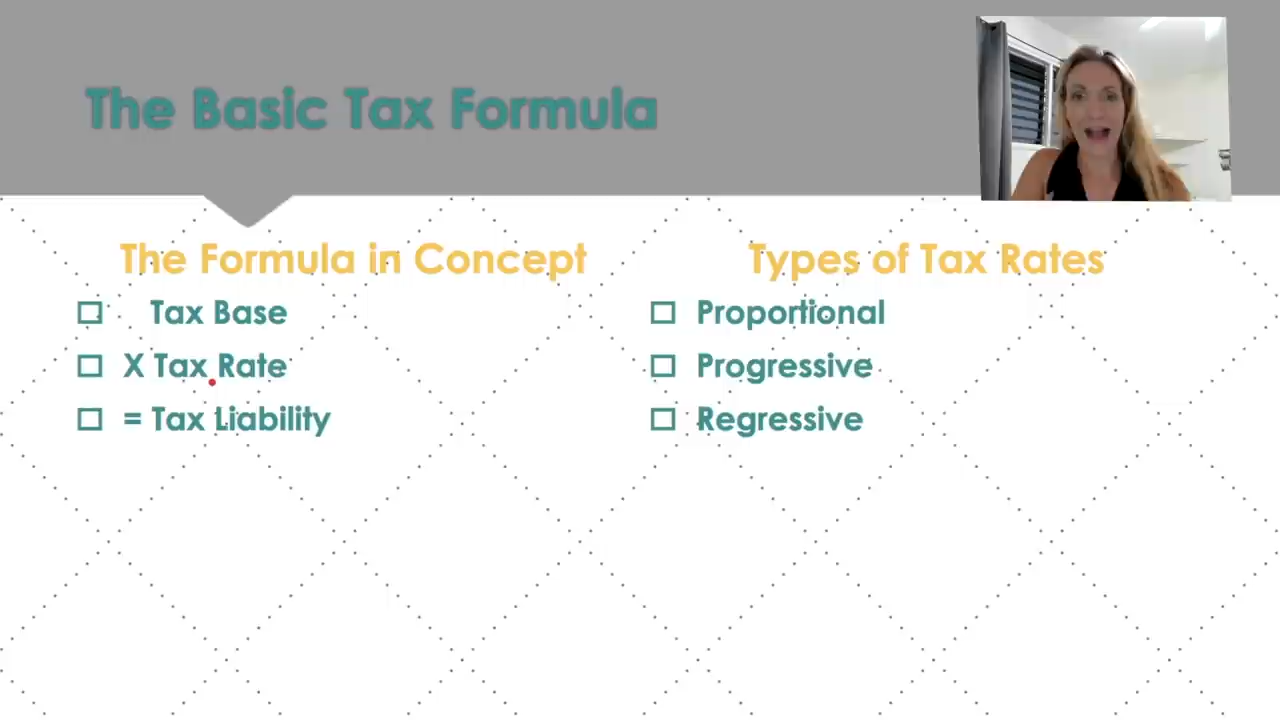 The Basic Tax Formula
The Formula in Concept
Tax Base
X Tax Rate
= Tax Liability
Types of Tax Rates
Proportional
Progressive
Regressive